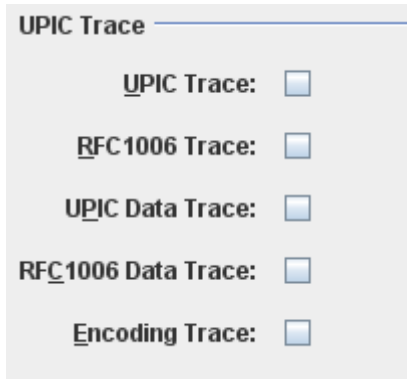 UPIC Trace
UPIC Trace:
RFC1006 Trace:
UPIC Data Trace:
RFC1006 Data Trace:
Encoding Trace: